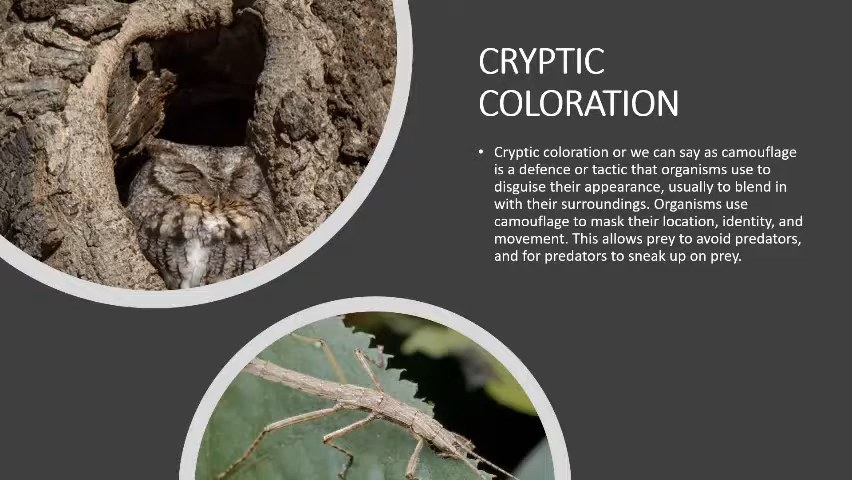 CRYPTIC
COLORATION
• Cryptic coloration or we can say as camouflage
is a defence or tactic that organisms use to
disguise their appearance, usually to blend in
with their surroundings. Organisms use
camouflage to mask their location, identity, and
movement. This allows prey to avoid predators,
and for predators to sneak up on prey.